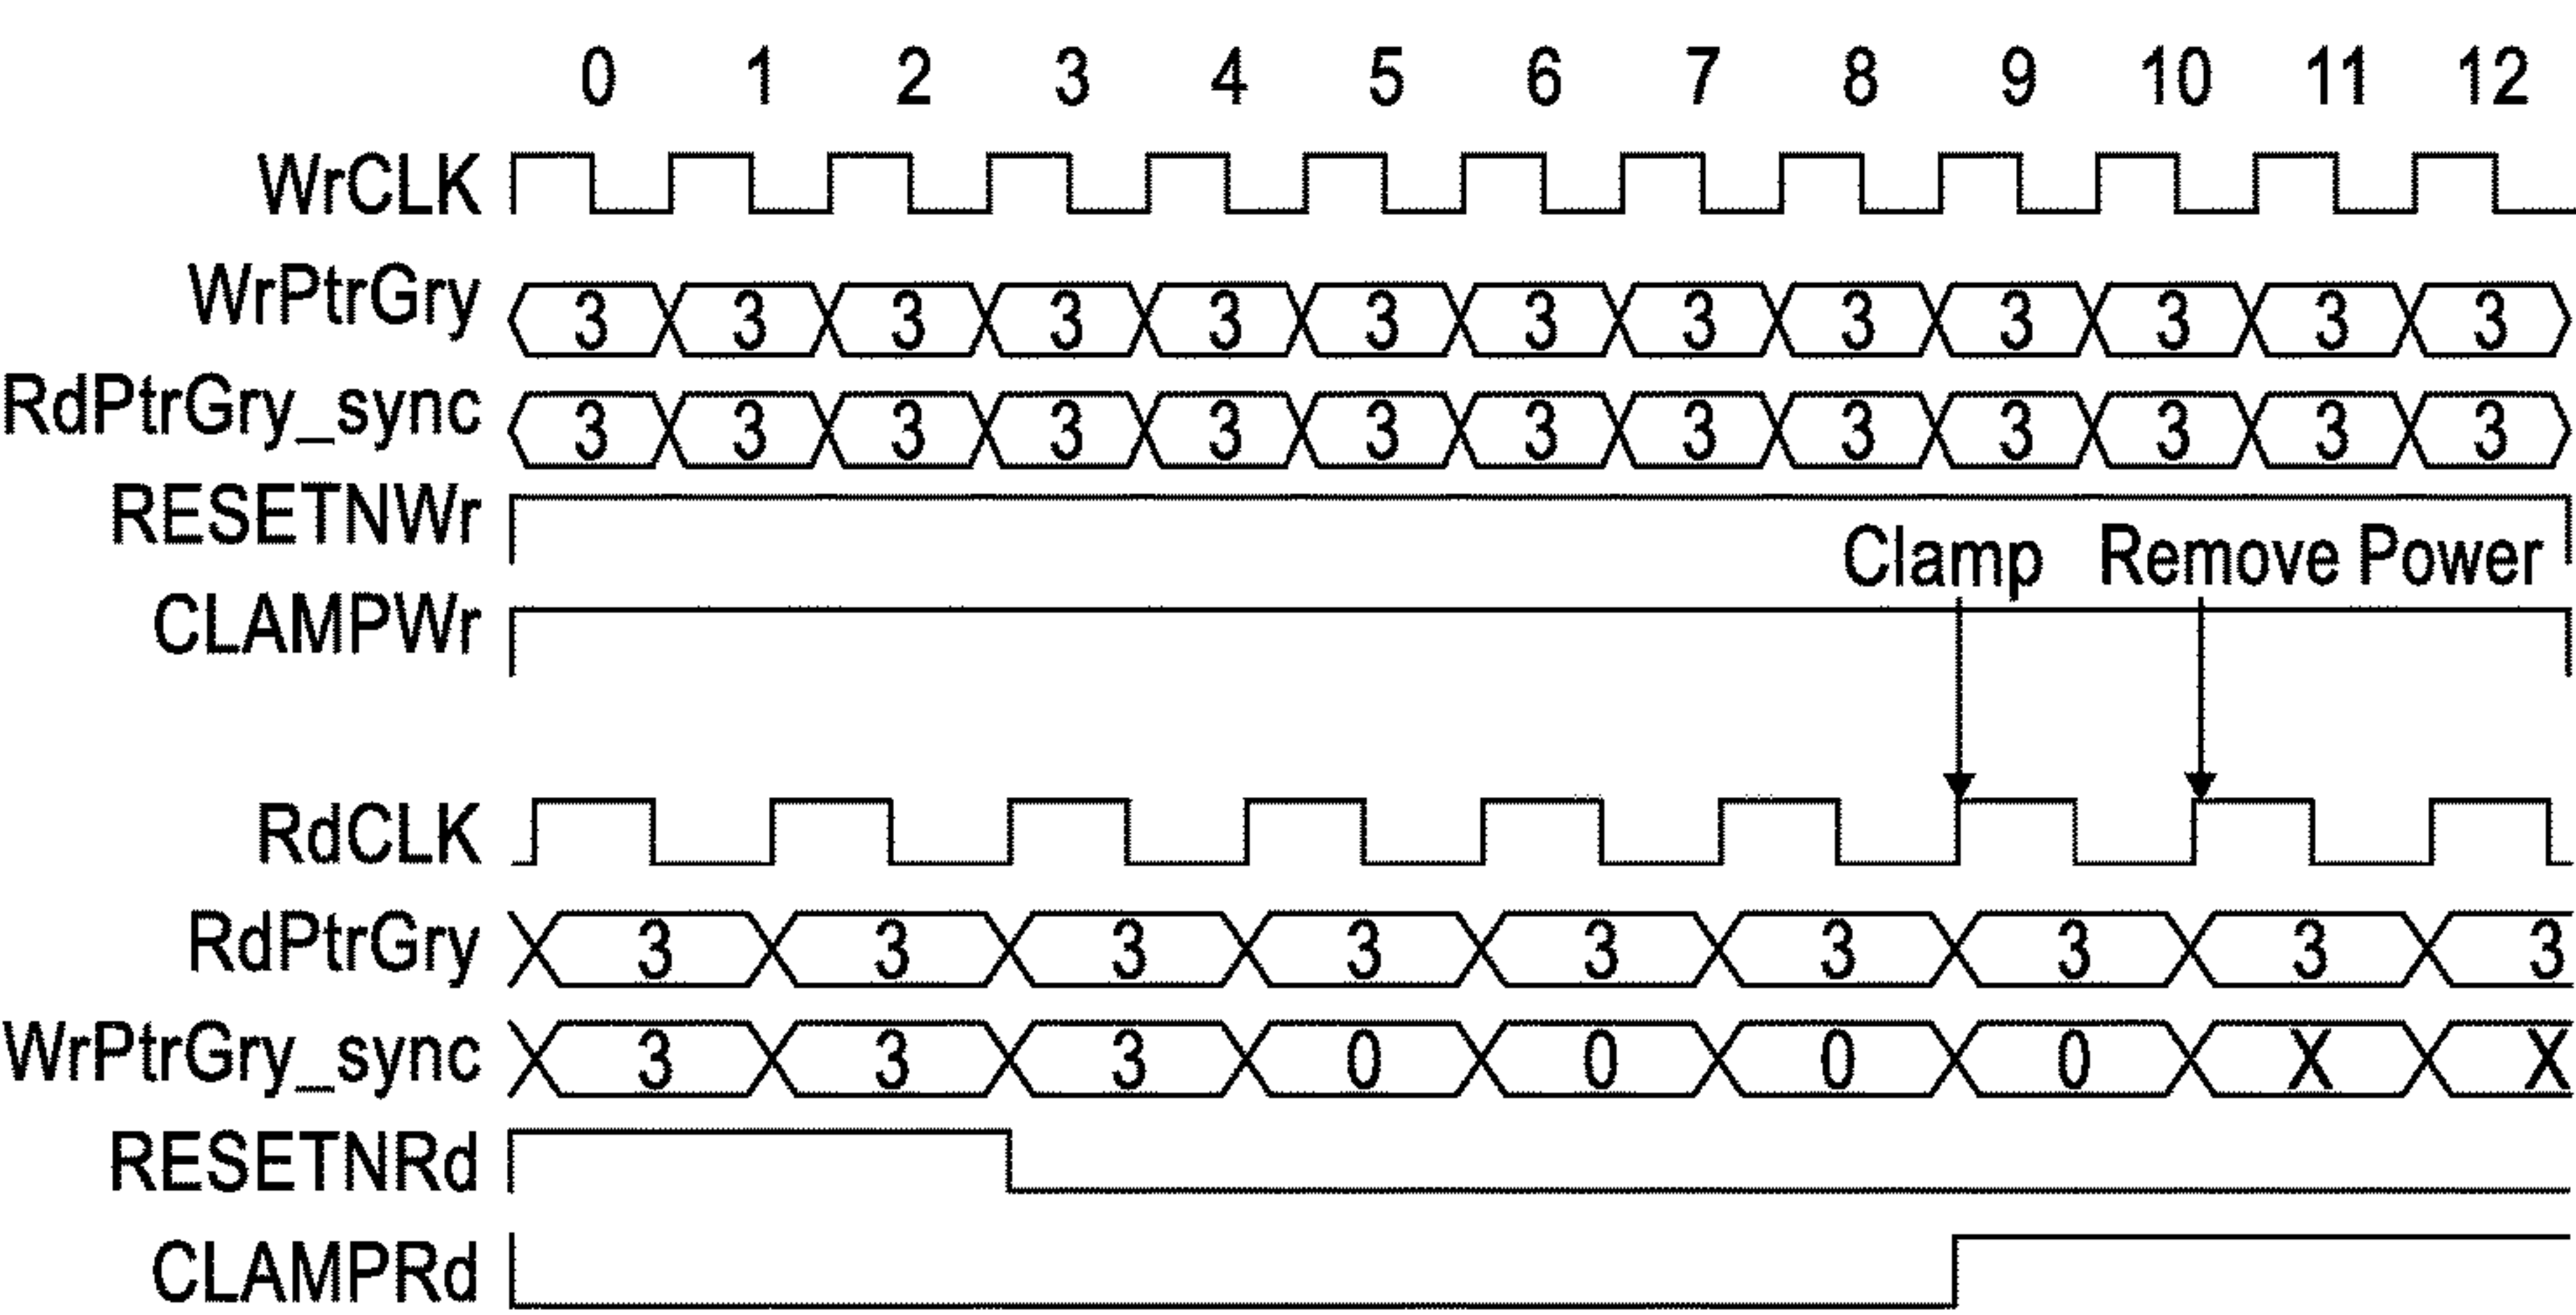 0 1 2 3 4 5 6 7 8 9 10 11 12
WrCLK
WrPtrGry 3 3 3 3 3 3 3 3 3 3 3 3 3
RdPtrGry_sync 3 3 3 3 3 3 3 3 3 3 3 3 3
RESETNWr
Clamp Remove Power
CLAMPWr
RdCLK
RdPtrGry 3 3 3 3 3 3 3 3 3
WrPtrGry_sync 3 3 3 0 0 0 0 X X
RESETNRd
CLAMPRd